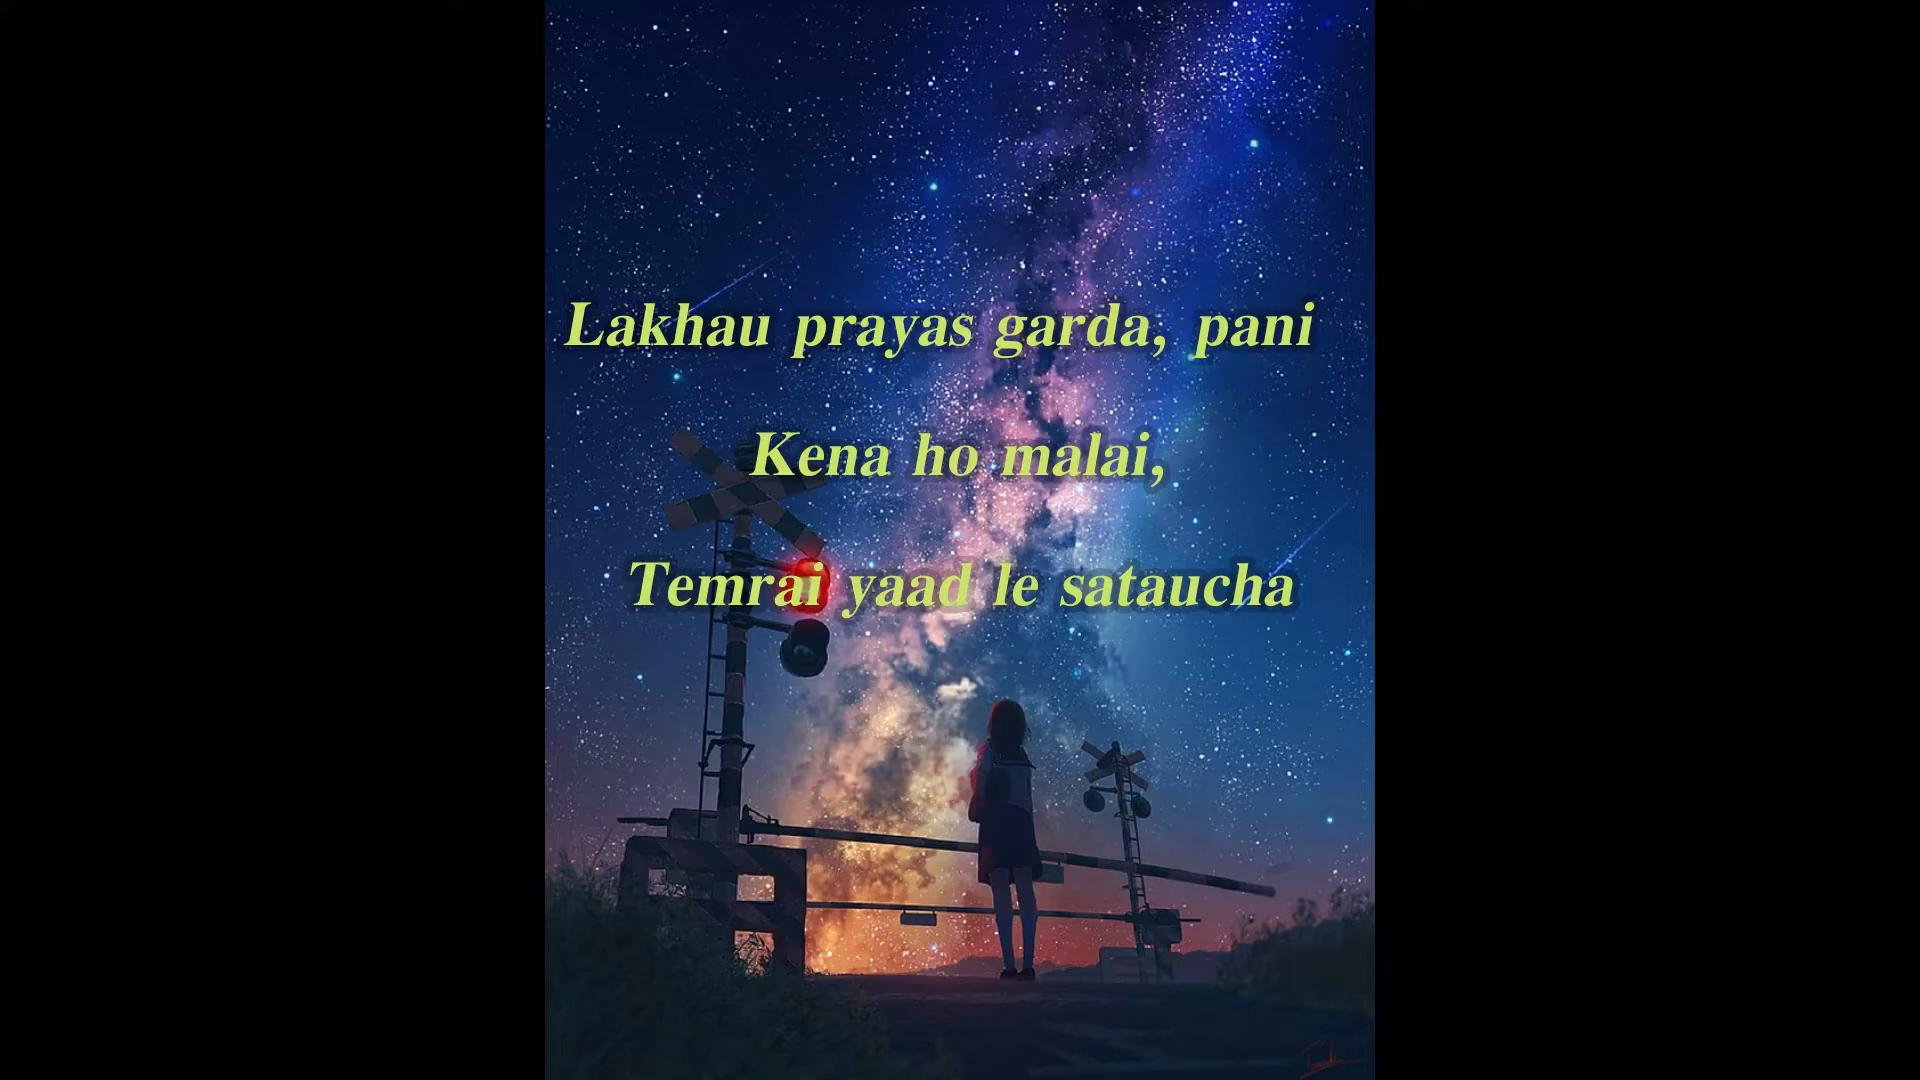 Lakhau prayas garda, pani
Kena ho malai,
Temrai yaad le sataucha